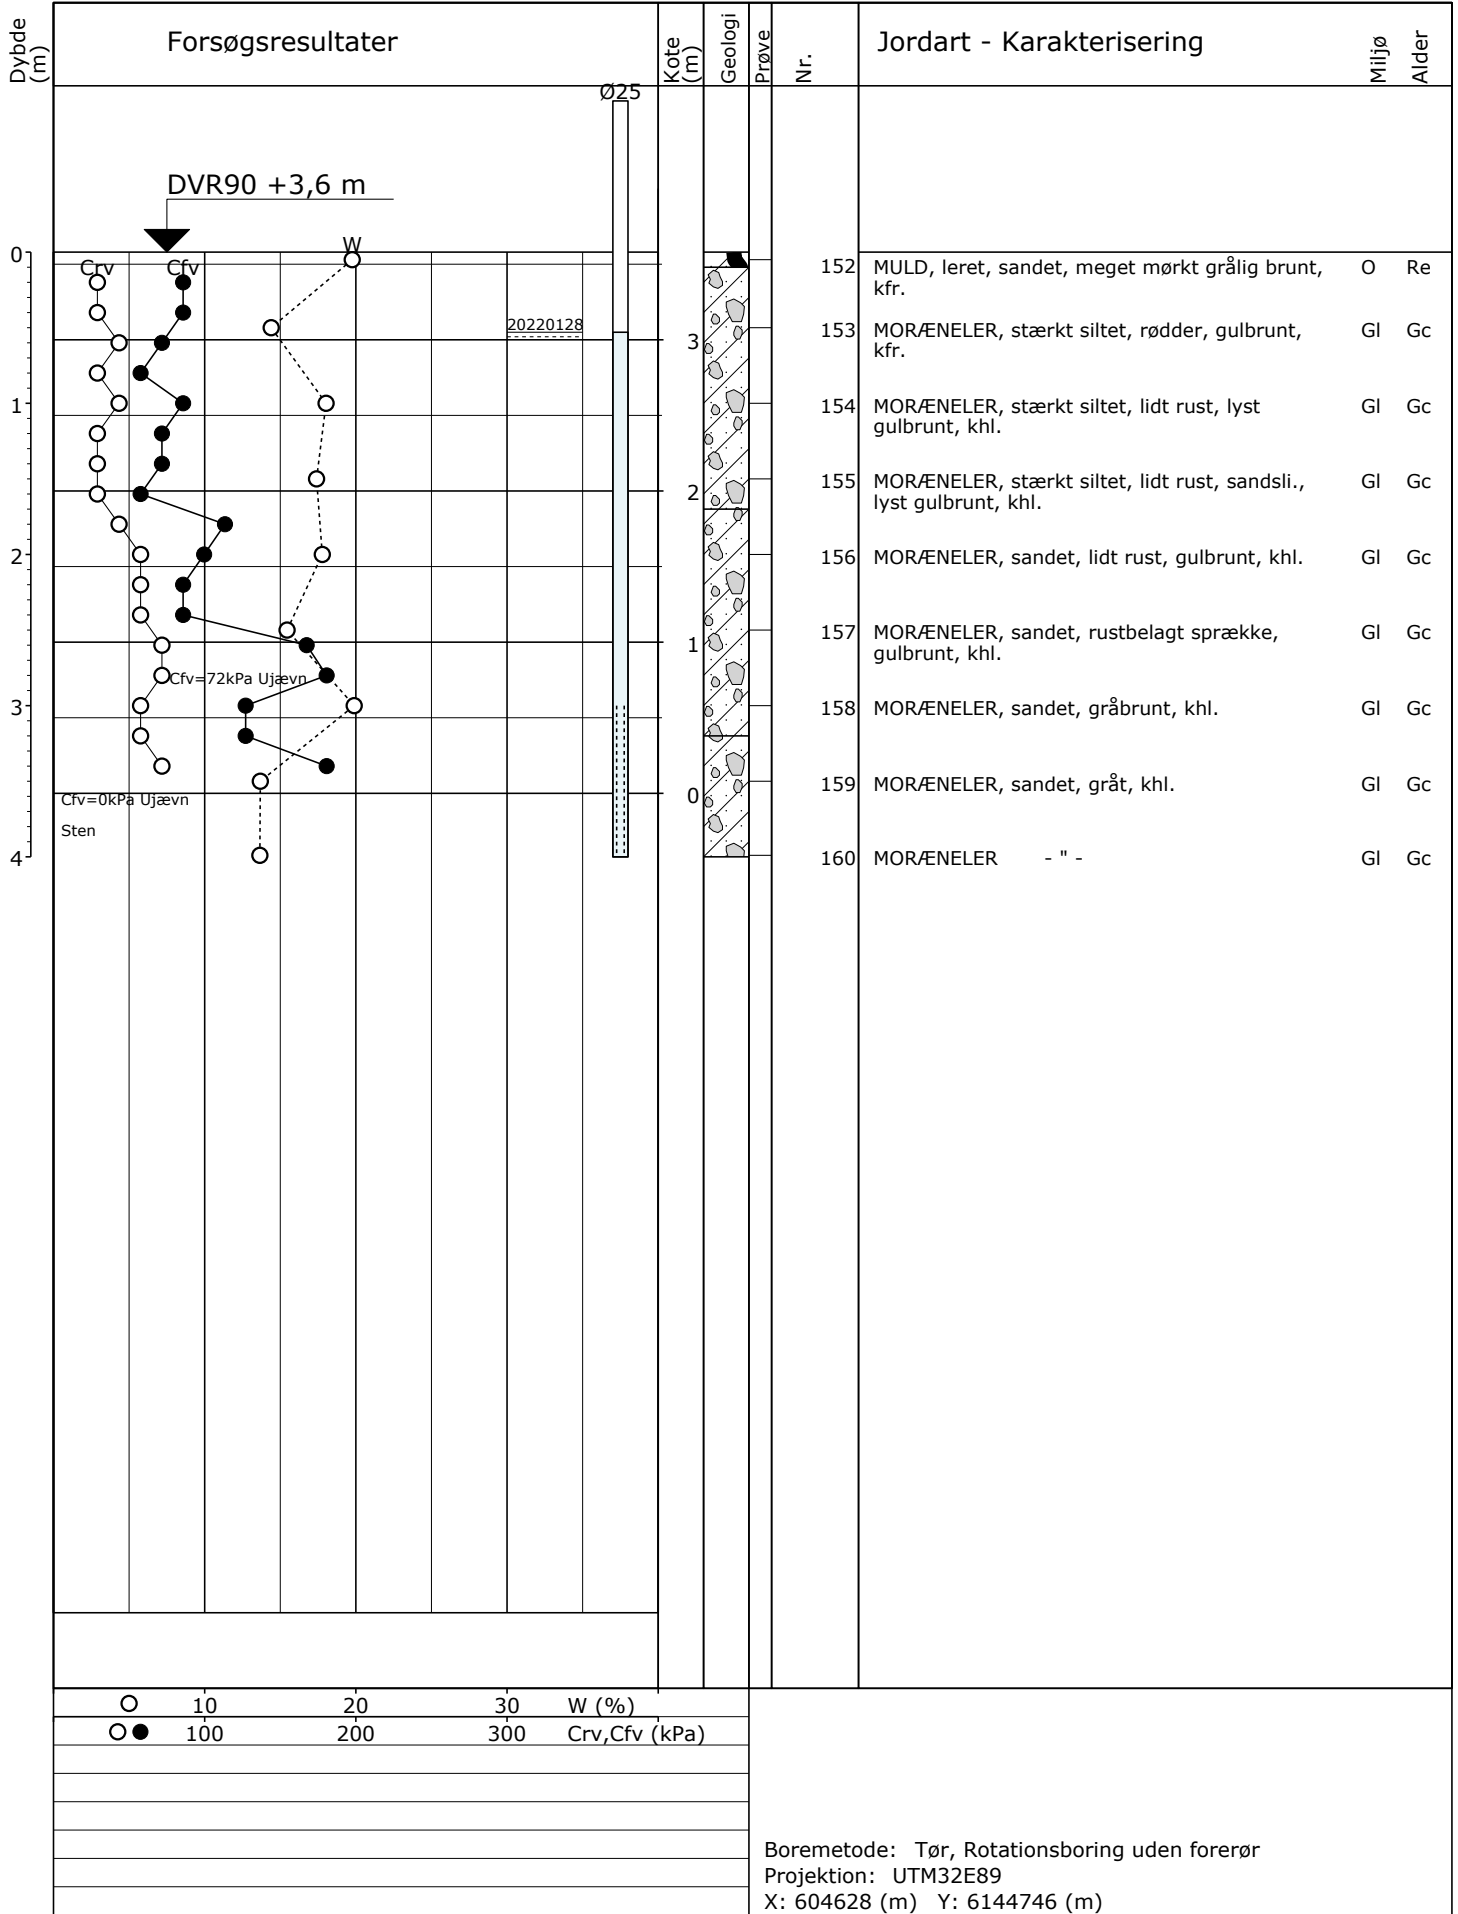 Dybde (m)
Forsøgsresultater
Kote (m)
Geologi
Prøve
Nr.
Jordart - Karakterisering
Miljø
Alder
Ø25
DVR90 +3,6 m
W
0
Crv
Cfv
152 MULD, leret, sandet, meget mørkt grålig brunt, O Re
kfr.
20220128
153 MORÆNELER, stærkt siltet, rødder, gulbrunt, Gl Gc
3
kfr.
1
154 MORÆNELER, stærkt siltet, lidt rust, lyst Gl Gc
gulbrunt, khl.
155 MORÆNELER, stærkt siltet, lidt rust, sandsli., Gl Gc
2
lyst gulbrunt, khl.
2
156 MORÆNELER, sandet, lidt rust, gulbrunt, khl. Gl Gc
157 MORÆNELER, sandet, rustbelagt sprække, Gl Gc
1
gulbrunt, khl.
Cfv=72kPa Ujævn
3
158 MORÆNELER, sandet, gråbrunt, khl. Gl Gc
159 MORÆNELER, sandet, gråt, khl. Gl Gc
Cfv=0kPa Ujævn
0
Sten
4
160 MORÆNELER - " - Gl Gc
10 20 30 W (%)
100 200 300 Crv,Cfv (kPa)
Boremetode: Tør, Rotationsboring uden forerør
Projektion: UTM32E89
X: 604628 (m) Y: 6144746 (m)